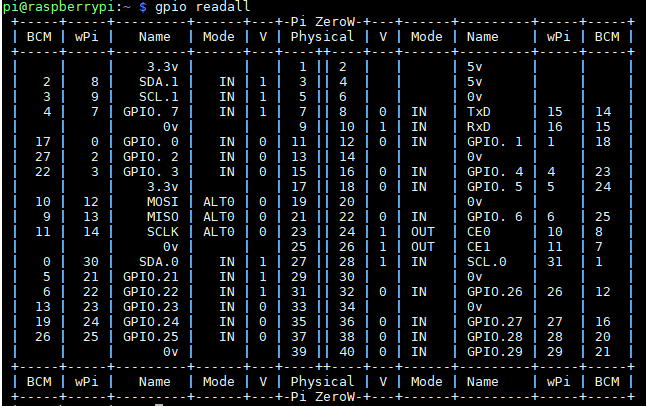 pi@raspberrypi:~ $ gpio readall
 +-----+-----+---------+------+---+-Pi ZeroW-+---+------+---------+-----+-----+
 | BCM | wPi |   Name  | Mode | V | Physical | V | Mode | Name    | wPi | BCM |
 +-----+-----+---------+------+---+----++----+---+------+---------+-----+-----+
 |     |     |    3.3v |      |   |  1 || 2  |   |      | 5v      |     |     |
 |   2 |   8 |   SDA.1 |   IN | 1 |  3 || 4  |   |      | 5v      |     |     |
 |   3 |   9 |   SCL.1 |   IN | 1 |  5 || 6  |   |      | 0v      |     |     |
 |   4 |   7 | GPIO. 7 |   IN | 1 |  7 || 8  | 0 | IN   | TxD     | 15  | 14  |
 |     |     |      0v |      |   |  9 || 10 | 1 | IN   | RxD     | 16  | 15  |
 |  17 |   0 | GPIO. 0 |   IN | 0 | 11 || 12 | 0 | IN   | GPIO. 1 | 1   | 18  |
 |  27 |   2 | GPIO. 2 |   IN | 0 | 13 || 14 |   |      | 0v      |     |     |
 |  22 |   3 | GPIO. 3 |   IN | 0 | 15 || 16 | 0 | IN   | GPIO. 4 | 4   | 23  |
 |     |     |    3.3v |      |   | 17 || 18 | 0 | IN   | GPIO. 5 | 5   | 24  |
 |  10 |  12 |    MOSI | ALT0 | 0 | 19 || 20 |   |      | 0v      |     |     |
 |   9 |  13 |    MISO | ALT0 | 0 | 21 || 22 | 0 | IN   | GPIO. 6 | 6   | 25  |
 |  11 |  14 |    SCLK | ALT0 | 0 | 23 || 24 | 1 | OUT  | CE0     | 10  | 8   |
 |     |     |      0v |      |   | 25 || 26 | 1 | OUT  | CE1     | 11  | 7   |
 |   0 |  30 |   SDA.0 |   IN | 1 | 27 || 28 | 1 | IN   | SCL.0   | 31  | 1   |
 |   5 |  21 | GPIO.21 |   IN | 1 | 29 || 30 |   |      | 0v      |     |     |
 |   6 |  22 | GPIO.22 |   IN | 1 | 31 || 32 | 0 | IN   | GPIO.26 | 26  | 12  |
 |  13 |  23 | GPIO.23 |   IN | 0 | 33 || 34 |   |      | 0v      |     |     |
 |  19 |  24 | GPIO.24 |   IN | 0 | 35 || 36 | 0 | IN   | GPIO.27 | 27  | 16  |
 |  26 |  25 | GPIO.25 |   IN | 0 | 37 || 38 | 0 | IN   | GPIO.28 | 28  | 20  |
 |     |     |      0v |      |   | 39 || 40 | 0 | IN   | GPIO.29 | 29  | 21  |
 +-----+-----+---------+------+---+----++----+---+------+---------+-----+-----+
 | BCM | wPi |   Name  | Mode | V | Physical | V | Mode | Name    | wPi | BCM |
 +-----+-----+---------+------+---+-Pi ZeroW-+---+------+---------+-----+-----+